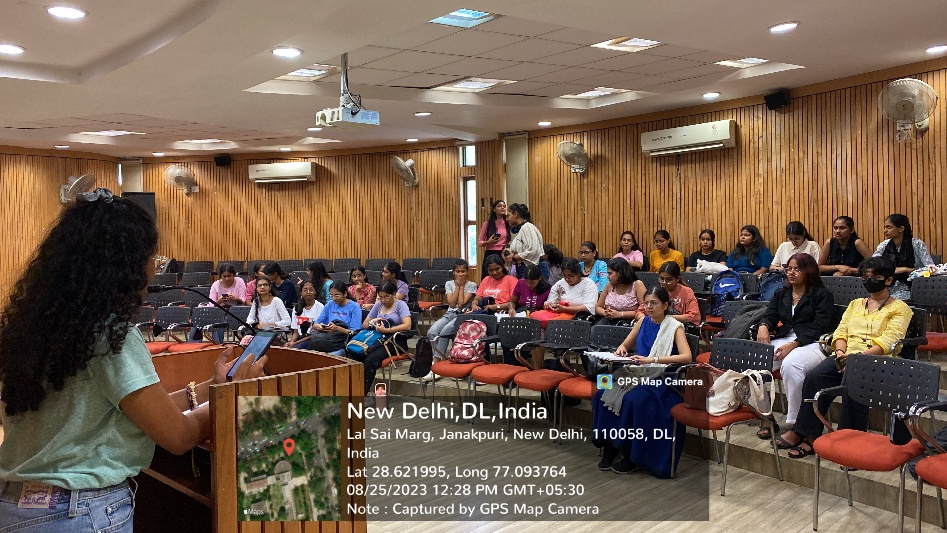 GPS Map Camera
New Delhi,DL,India
Lal Sai Marg, Janakpuri, New Delhi, 110058, DL,
India
Lat 28.621995, Long 77.093764
08/25/2023 12:28 PM GMT+05:30
Note : Captured by GPS Map Camera
Maps